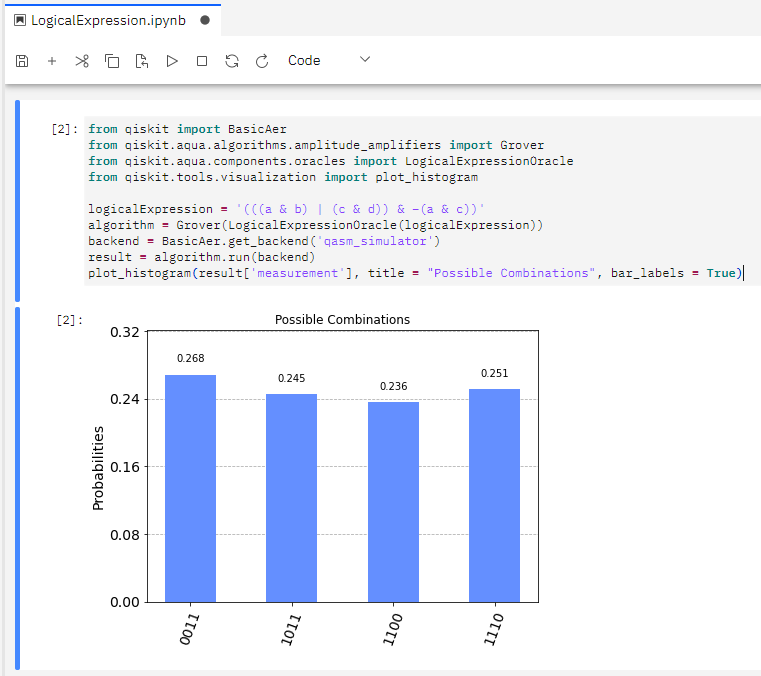 LogicalExpression.ipynb
Code
[2]: from qiskit import BasicAer
from qiskit.aqua.algorithms.amplitude_amplifiers import Grover
from qiskit.aqua.components.oracles import LogicalExpressionOracle
from qiskit.tools.visualization import plot_histogram
logicalExpression = '(((a & b) | (c & d)) & ~(a & c))'
algorithm = Grover(LogicalExpressionOracle(logicalExpression))
backend = BasicAer.get_backend('qasm_simulator')
result = algorithm.run(backend)
plot_histogram(result['measurement'], title = "Possible Combinations", bar_labels = True)
[2]:
Possible Combinations
0.32
0.268
0.245
0.236
0.251
0.24
0.16
0.08
0.00
Probabilities
0011
1011
1100
1110